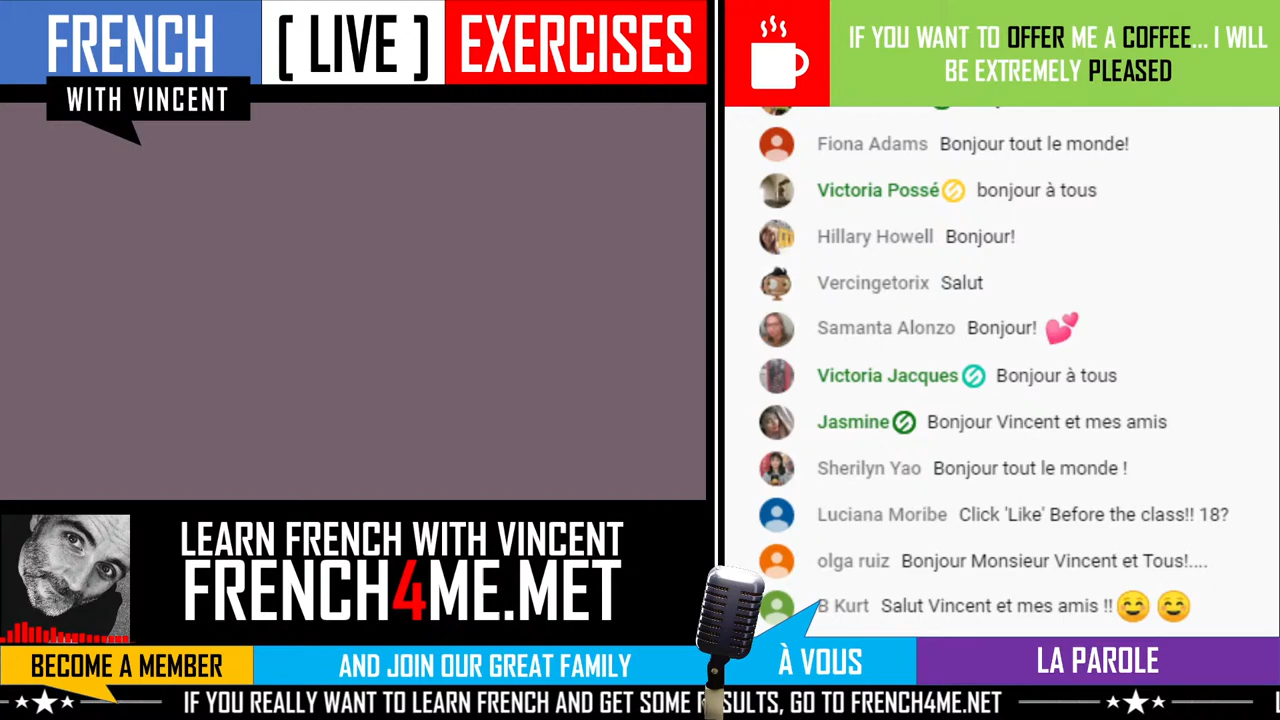 FRENCH
[ LIVE ]
EXERCISES
WITH VINCENT
IF YOU WANT TO OFFER ME A COFFEE... I WILL
BE EXTREMELY PLEASED
Fiona Adams Bonjour tout le monde!
Victoria Possé bonjour à tous
Hillary Howell Bonjour!
Vercingetorix Salut
Samanta Alonzo Bonjour! 💕
Victoria Jacques Bonjour à tous
Jasmine Bonjour Vincent et mes amis
Sherilyn Yao Bonjour tout le monde !
Luciana Moribe Click 'Like' Before the class!! 18?
olga ruiz Bonjour Monsieur Vincent et Tous!....
B Kurt Salut Vincent et mes amis !!☺️ ☺️
LEARN FRENCH WITH VINCENT
FRENCH4ME.MET
BECOME A MEMBER
AND JOIN OUR GREAT FAMILY
À VOUS
LA PAROLE
IF YOU REALLY WANT TO LEARN FRENCH AND GET SOME RESULTS, GO TO FRENCH4ME.NET